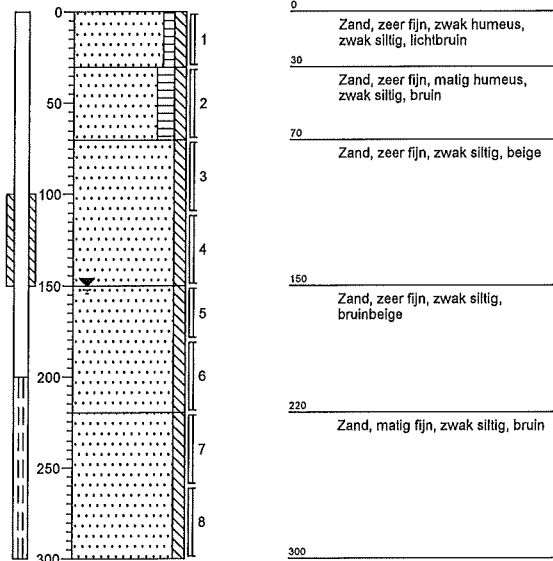 0
50
100
150
200
250
300
1
2
3
4
5
6
7
8
0
Zand, zeer fijn, zwak humeus,
zwak siltig, lichtbruin
30
Zand, zeer fijn, matig humeus,
zwak siltig, bruin
70
Zand, zeer fijn, zwak siltig, beige
150
Zand, zeer fijn, zwak siltig,
bruinbeige
220
Zand, matig fijn, zwak siltig, bruin
300